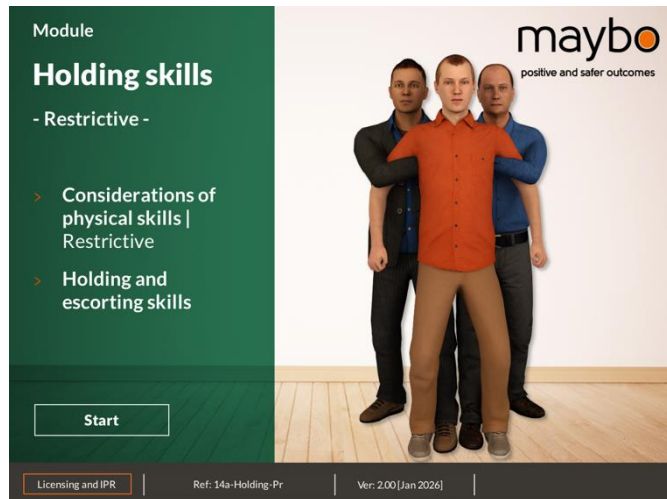 Module
Holding skills
- Restrictive -
> Considerations of
physical skills |
Restrictive
> Holding and
escorting skills
Start
maybo
positive and safer outcomes
Licensing and IPR
Ref: 14a-Holding-Pr
Ver: 2.00 [Jan 2026]